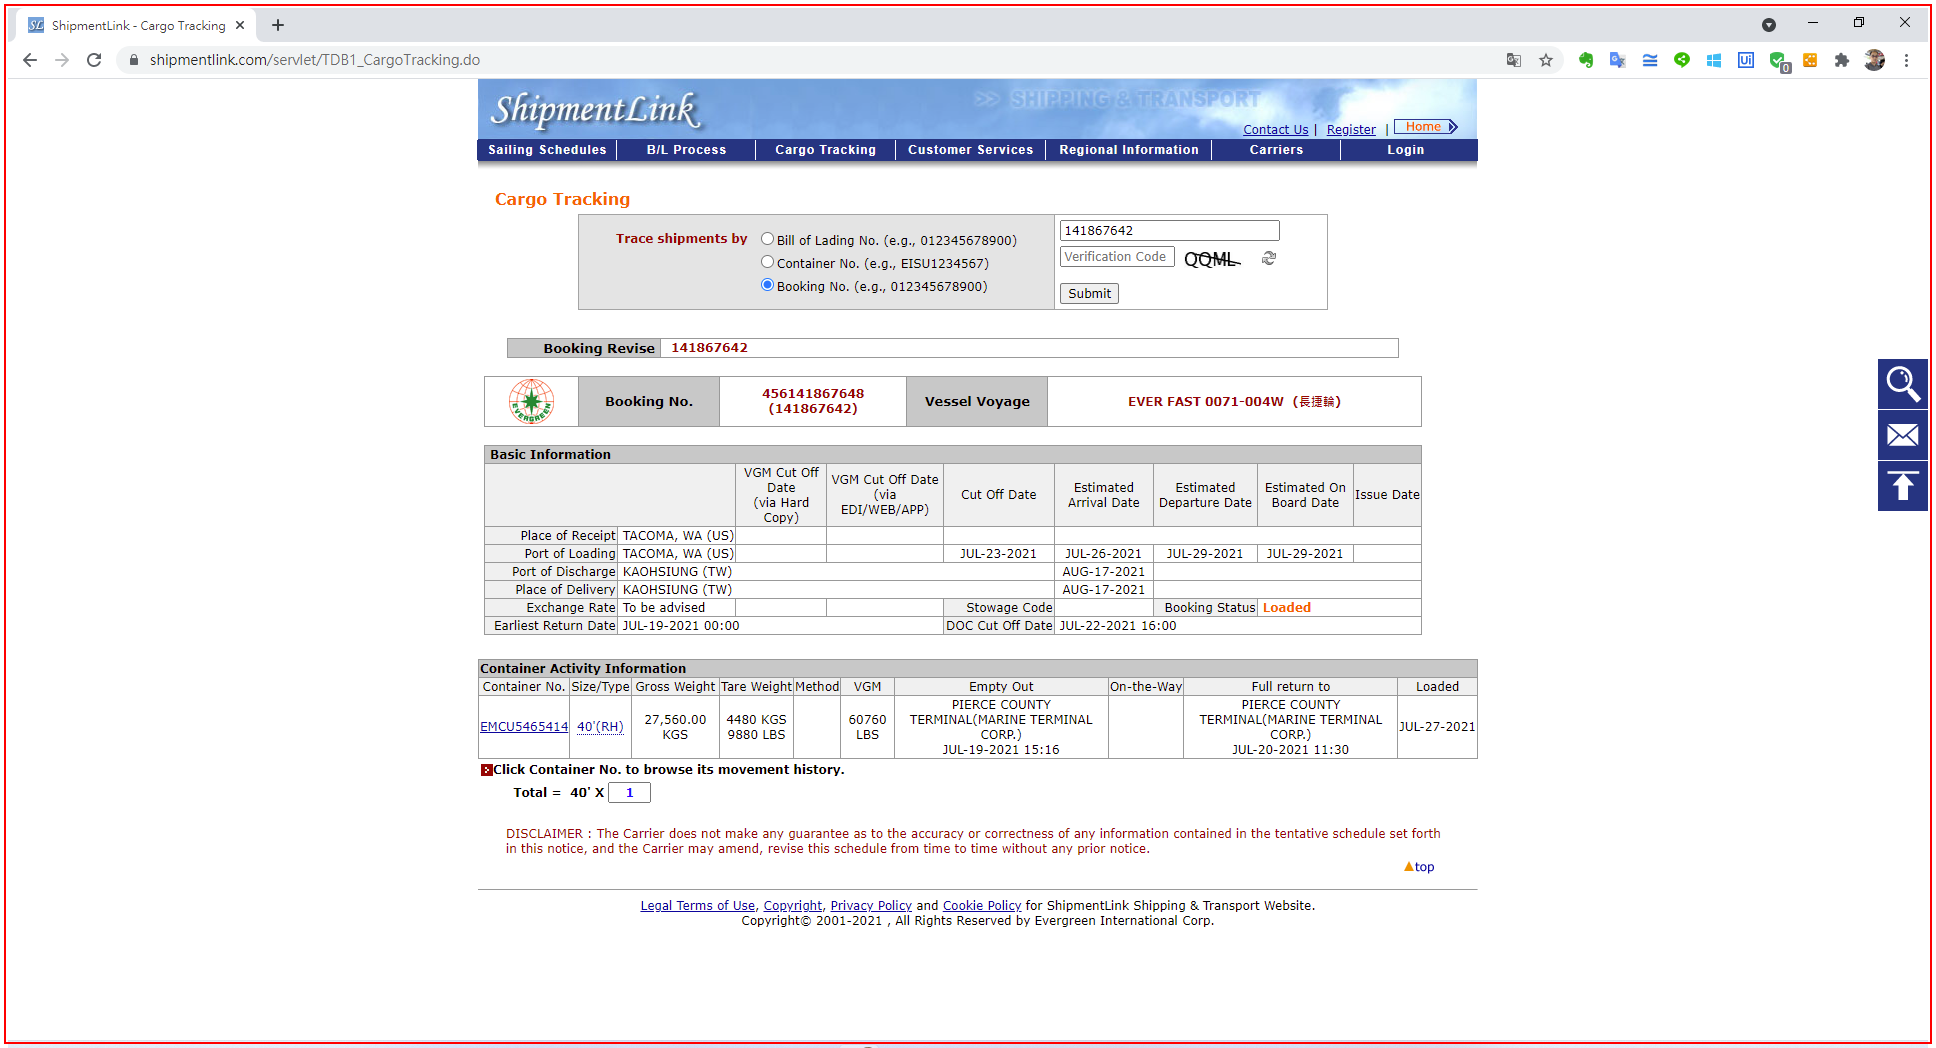 ShipmentLink - Cargo Tracking
shipmentlink.com/servlet/TDB1_CargoTracking.do
Ui
0
ShipmentLink
>> SHIPPING & TRANSPORT
Contact Us | Register | Home
Sailing Schedules B/L Process Cargo Tracking Customer Services Regional Information Carriers Login
Cargo Tracking
Trace shipments by
Bill of Lading No. (e.g., 012345678900)
Container No. (e.g., EISU1234567)
Booking No. (e.g., 012345678900)
141867642
Verification Code QQML
Submit
Booking Revise 141867642
EVERGREEN
Booking No.
456141867648
(141867642)
Vessel Voyage
EVER FAST 0071-004W (長捷輪)
Basic Information
VGM Cut Off
Date
(via Hard
Copy)
VGM Cut Off Date
(via
EDI/WEB/APP)
Cut Off Date
Estimated
Arrival Date
Estimated
Departure Date
Estimated On
Board Date
Issue Date
Place of Receipt TACOMA, WA (US)
Port of Loading TACOMA, WA (US) JUL-23-2021 JUL-26-2021 JUL-29-2021 JUL-29-2021
Port of Discharge KAOHSIUNG (TW) AUG-17-2021
Place of Delivery KAOHSIUNG (TW) AUG-17-2021
Exchange Rate To be advised Stowage Code Booking Status Loaded
Earliest Return Date JUL-19-2021 00:00 DOC Cut Off Date JUL-22-2021 16:00
Container Activity Information
Container No. Size/Type Gross Weight Tare Weight Method VGM Empty Out On-the-Way Full return to Loaded
EMCU5465414
40'(RH)
27,560.00
KGS
4480 KGS
9880 LBS
60760
LBS
PIERCE COUNTY
TERMINAL(MARINE TERMINAL
CORP.)
JUL-19-2021 15:16
PIERCE COUNTY
TERMINAL(MARINE TERMINAL
CORP.)
JUL-20-2021 11:30
JUL-27-2021
Click Container No. to browse its movement history.
Total = 40' X 1
DISCLAIMER : The Carrier does not make any guarantee as to the accuracy or correctness of any information contained in the tentative schedule set forth
in this notice, and the Carrier may amend, revise this schedule from time to time without any prior notice.
top
Legal Terms of Use, Copyright, Privacy Policy and Cookie Policy for ShipmentLink Shipping & Transport Website.
Copyright© 2001-2021 , All Rights Reserved by Evergreen International Corp.